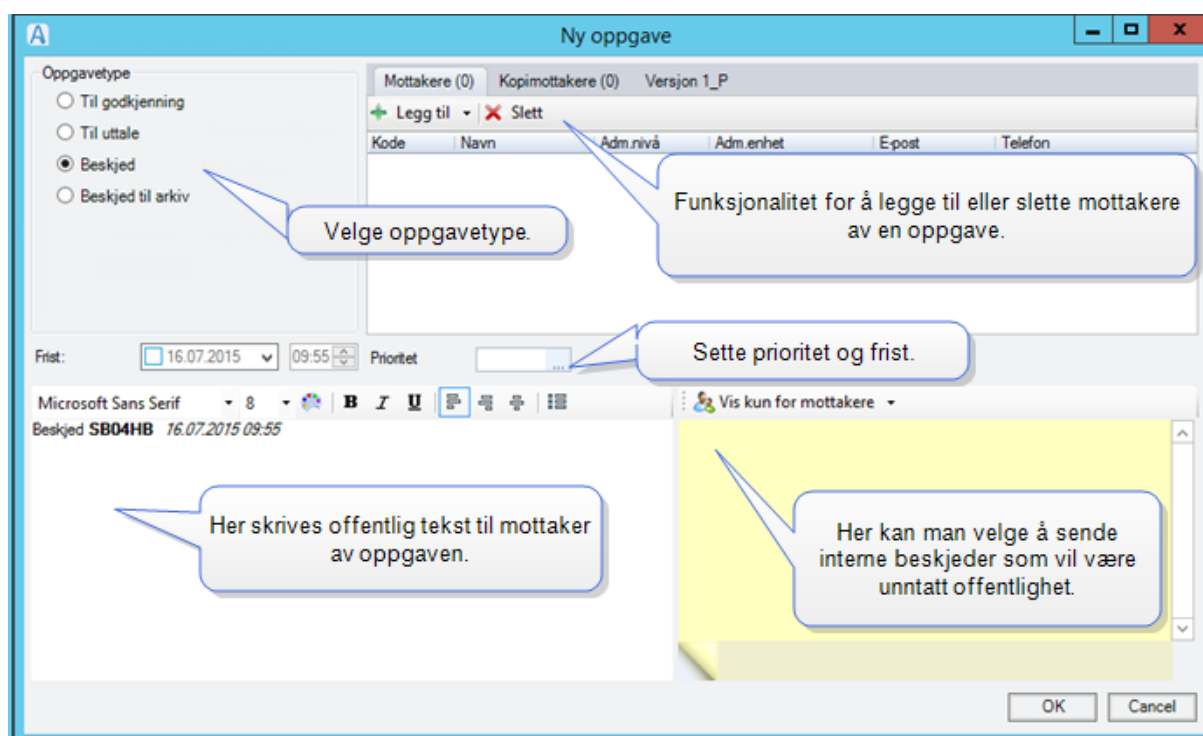 Ny oppgave
Oppgavetype
Til godkjenning
Til uttale
Beskjed
Beskjed til arkiv
Velge oppgavetype.
Mottakere (0) Kopimottakere (0) Versjon 1_P
Legg til Slett
Kode Navn Adm.nivå Adm.enhet E-post Telefon
Funksjonalitet for å legge til eller slette mottakere
av en oppgave.
Frist: 16.07.2015 09:55 Prioritet ...
Sette prioritet og frist.
Microsoft Sans Serif 8 B I U
Vis kun for mottakere
Beskjed SB04HB 16.07.2015 09:55
Her skrives offentlig tekst til mottaker
av oppgaven.
Her kan man velge å sende
interne beskjeder som vil være
unntatt offentlighet.
OK Cancel